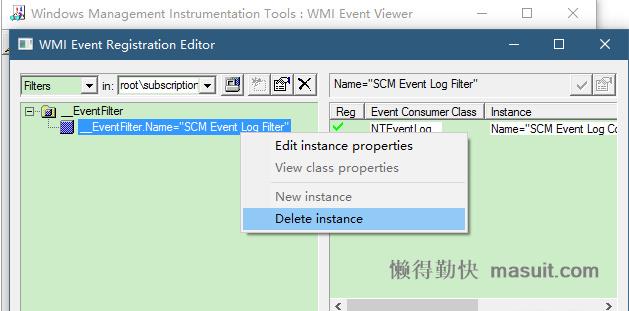 Windows Management Instrumentation Tools : WMI Event Viewer
WMI Event Registration Editor
Filters in: root\subscription
Name="SCM Event Log Filter"
__EventFilter
__EventFilter.Name="SCM Event Log Filter"
Reg Event Consumer Class Instance
NTEventLog Name="SCM Event Log Co
Edit instance properties
View class properties
New instance
Delete instance
懒得勤快 masuit.com